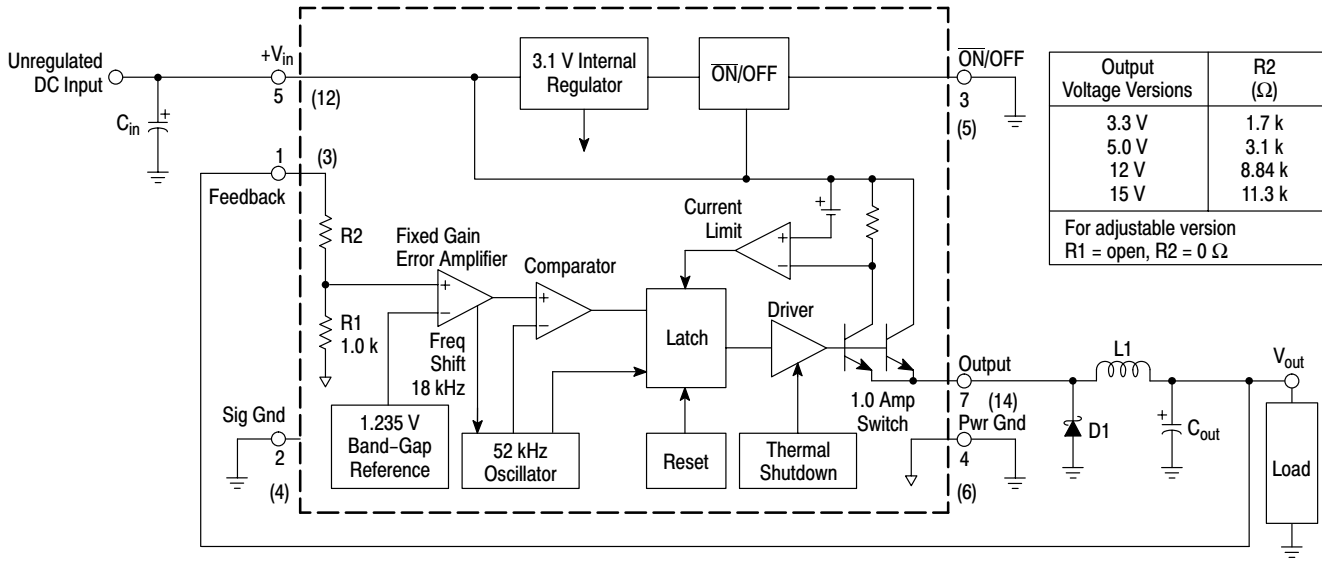 Unregulated
DC Input
+Vin
5
(12)
Cin
+
3.1 V Internal
Regulator
ON/OFF
ON/OFF
3
(5)
Output
Voltage Versions
R2
(Ω)
3.3 V
1.7 k
5.0 V
3.1 k
12 V
8.84 k
15 V
11.3 k
For adjustable version
R1 = open, R2 = 0 Ω
1
(3)
Feedback
R2
R1
1.0 k
Fixed Gain
Error Amplifier
+
−
Comparator
+
−
Current
Limit
+
−
+
Freq
Shift
18 kHz
Latch
Driver
1.0 Amp
Switch
Output
7
(14)
L1
Vout
D1
+
Cout
Load
Sig Gnd
2
(4)
1.235 V
Band−Gap
Reference
52 kHz
Oscillator
Reset
Thermal
Shutdown
Pwr Gnd
4
(6)